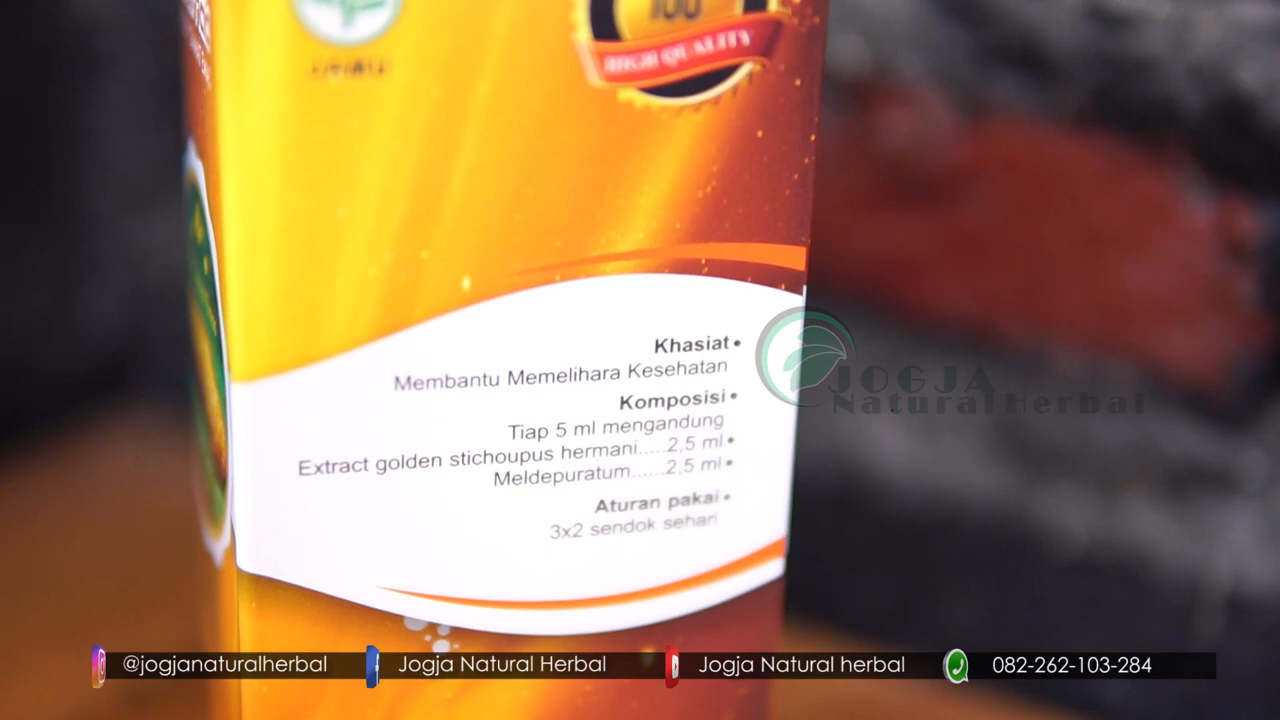 JAMU
100
HIGH QUALITY
Khasiat •
Membantu Memelihara Kesehatan
Komposisi •
Tiap 5 ml mengandung
Extract golden stichoupus hermani.....2,5 ml •
Meldepuratum......2,5 ml •
Aturan pakai •
3x2 sendok sehari
JOGJA
Natural Herbal
@jogjanaturalherbal
Jogja Natural Herbal
Jogja Natural herbal
082-262-103-284